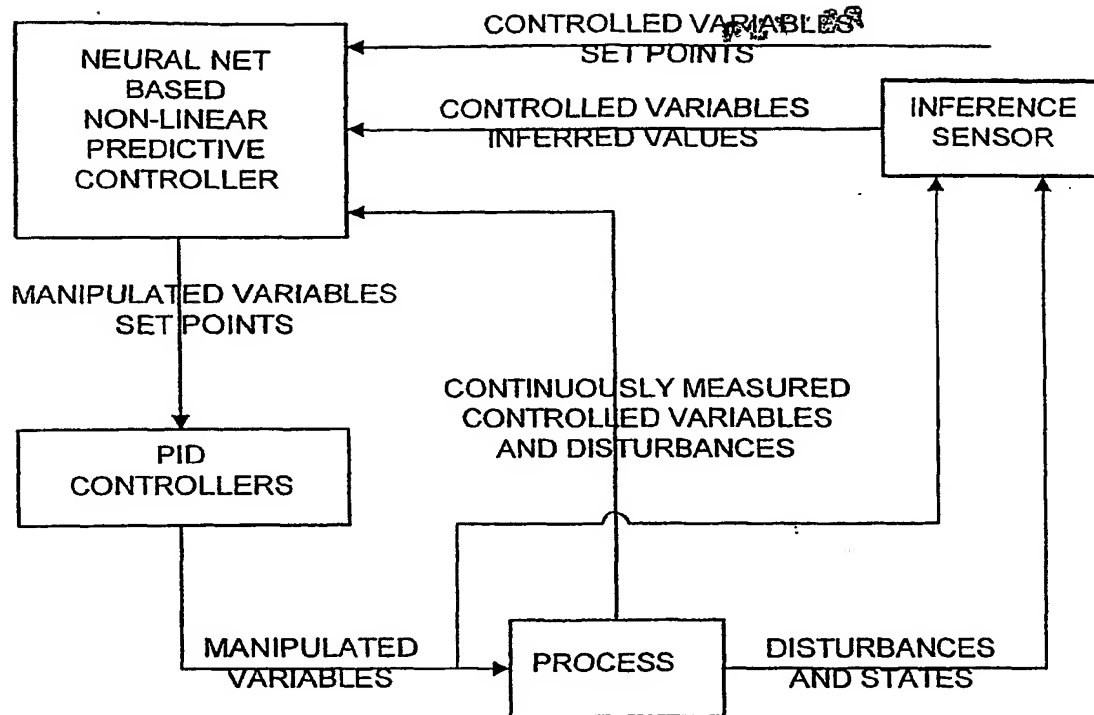 CONTROLLED VARIABLES
SET POINTS
NEURAL NET
BASED
NON-LINEAR
PREDICTIVE
CONTROLLER
CONTROLLED VARIABLES
INFERRED VALUES
INFERENCE
SENSOR
MANIPULATED VARIABLES
SET POINTS
CONTINUOUSLY MEASURED
CONTROLLED VARIABLES
AND DISTURBANCES
PID
CONTROLLERS
MANIPULATED
VARIABLES
PROCESS
DISTURBANCES
AND STATES